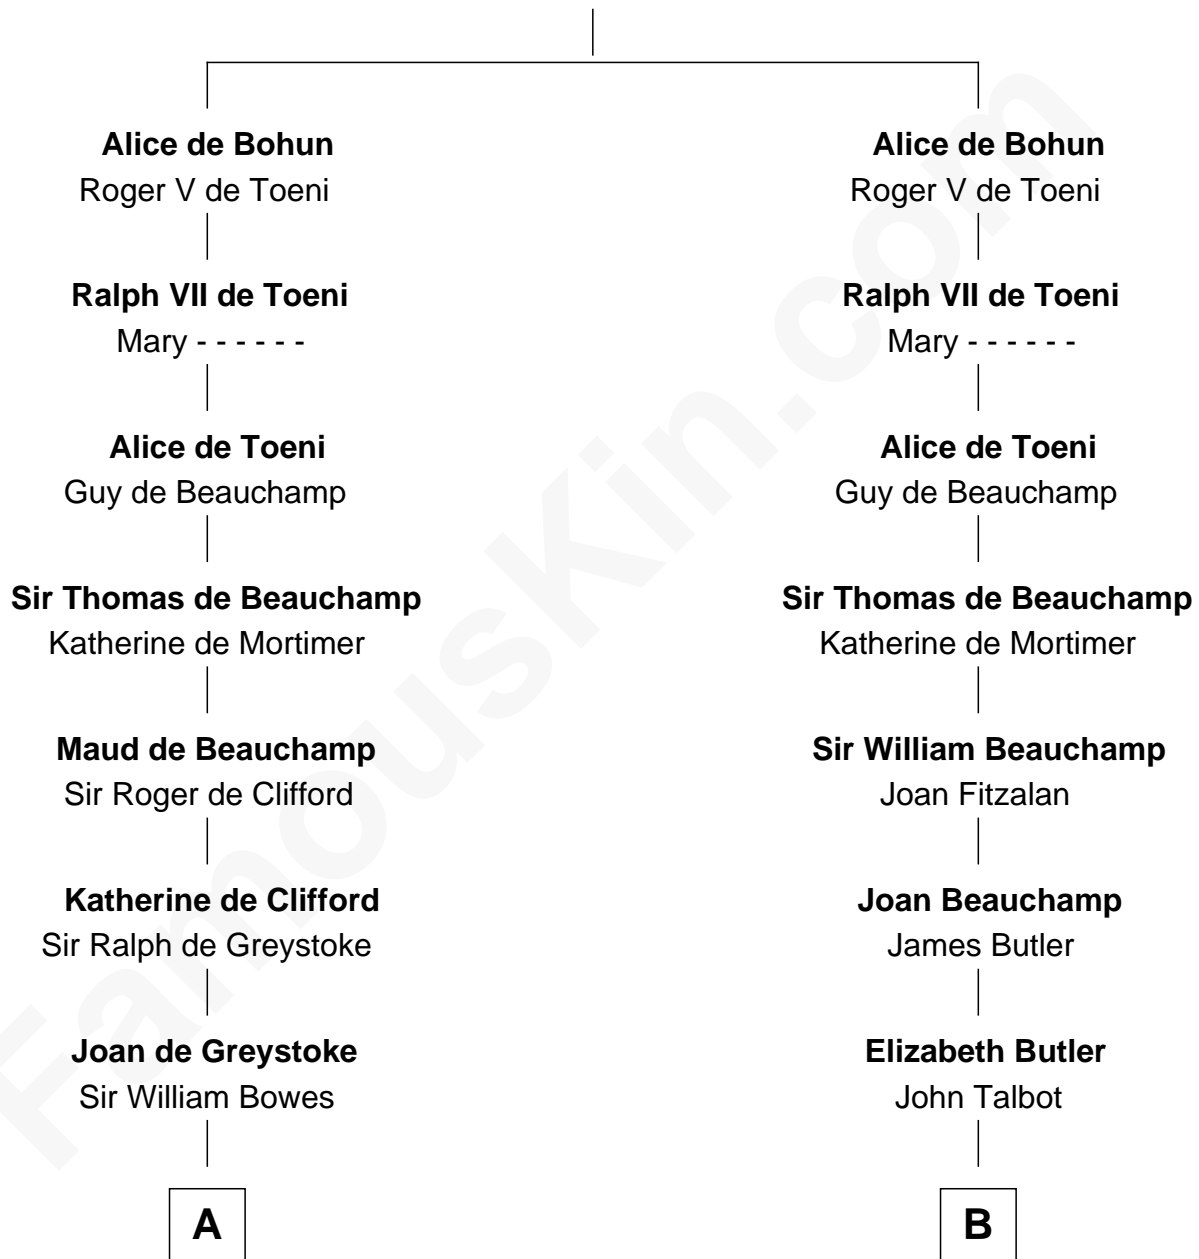 Alice de Bohun
Roger V de Toeni
Ralph VII de Toeni
Mary - - - - - -
Alice de Toeni
Guy de Beauchamp
Sir Thomas de Beauchamp
Katherine de Mortimer
Maud de Beauchamp
Sir Roger de Clifford
Katherine de Clifford
Sir Ralph de Greystoke
Joan de Greystoke
Sir William Bowes
A
Alice de Bohun
Roger V de Toeni
Ralph VII de Toeni
Mary - - - - - -
Alice de Toeni
Guy de Beauchamp
Sir Thomas de Beauchamp
Katherine de Mortimer
Sir William Beauchamp
Joan Fitzalan
Joan Beauchamp
James Butler
Elizabeth Butler
John Talbot
B
FamousKin.com